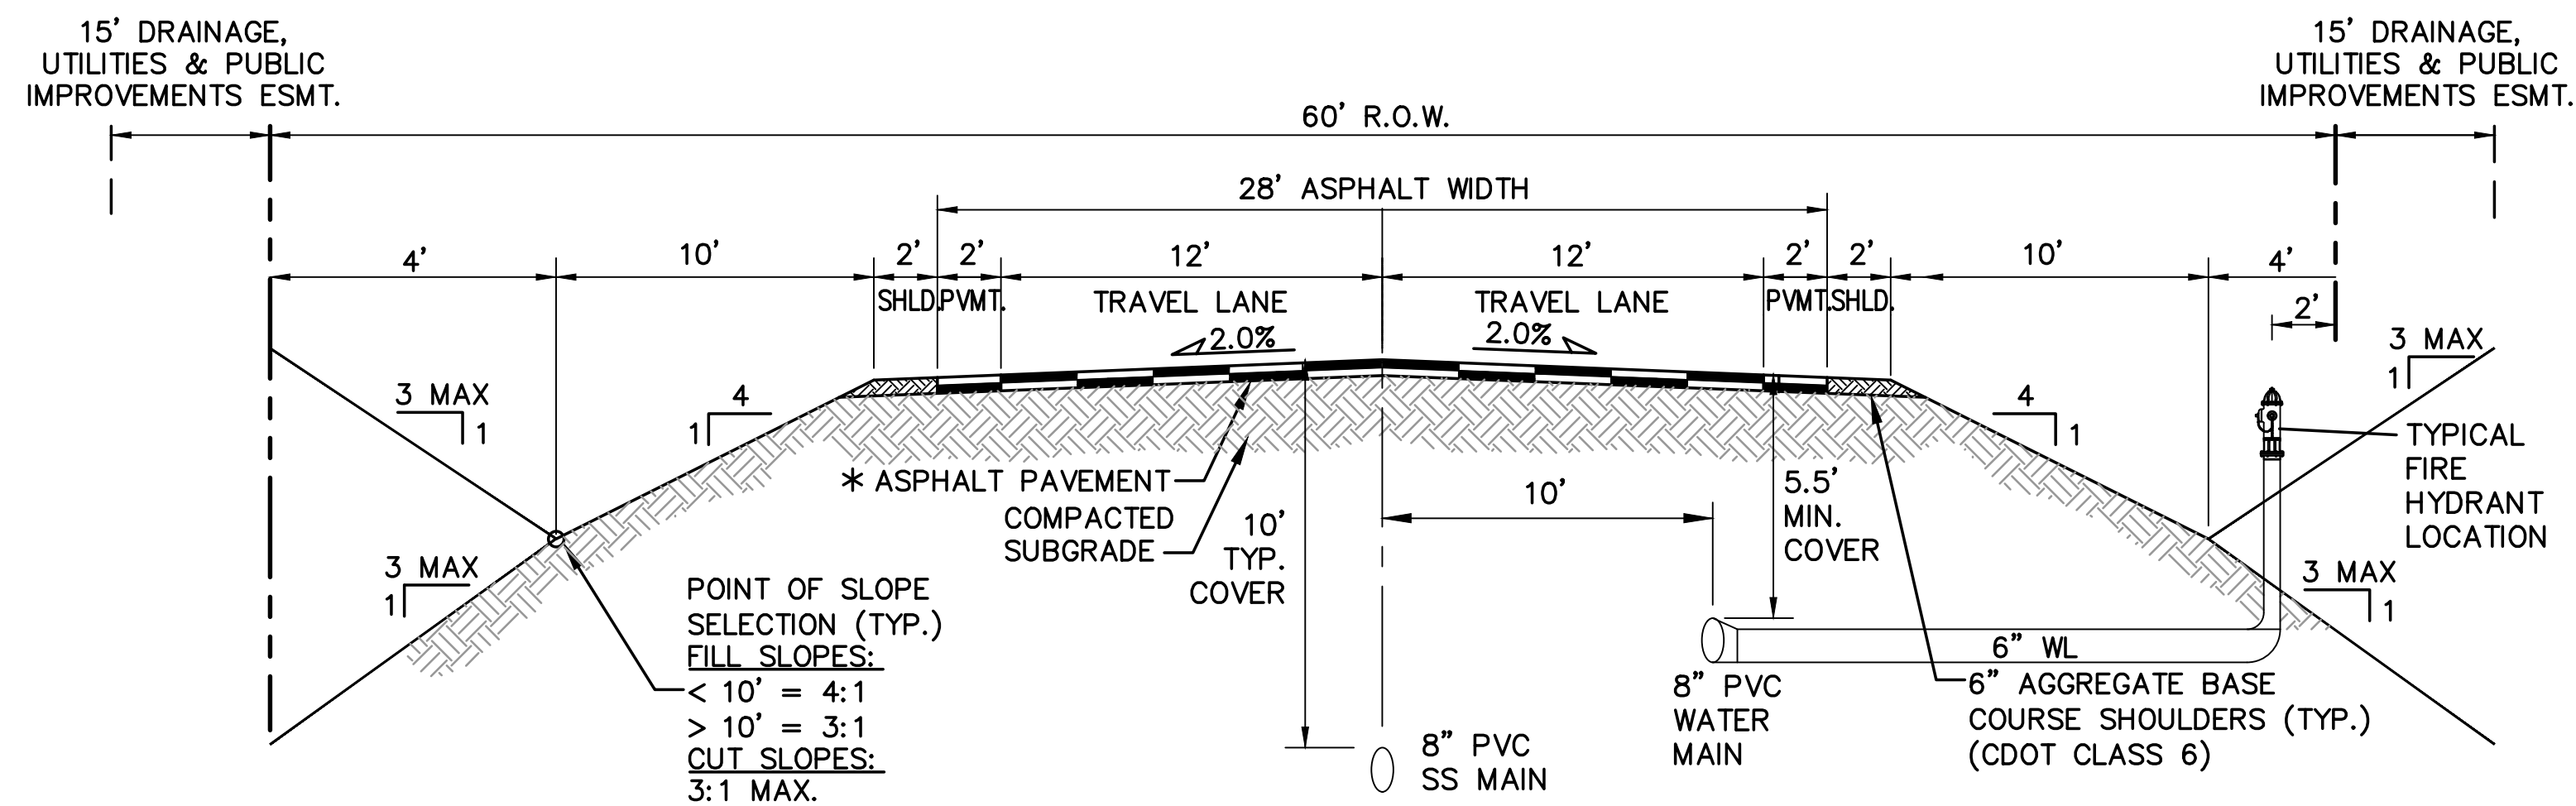 15' DRAINAGE,
UTILITIES & PUBLIC
IMPROVEMENTS ESMT.
15' DRAINAGE,
UTILITIES & PUBLIC
IMPROVEMENTS ESMT.
60' R.O.W.
28' ASPHALT WIDTH
4'
10'
2'
2'
12'
12'
2'
2'
10'
4'
SHLD.
PVMT.
TRAVEL LANE
TRAVEL LANE
PVMT.
SHLD.
2'
2.0%
2.0%
3 MAX
1
4
1
4
1
3 MAX
1
TYPICAL
FIRE
HYDRANT
LOCATION
* ASPHALT PAVEMENT
COMPACTED
SUBGRADE
10'
TYP.
COVER
10'
5.5'
MIN.
COVER
3 MAX
1
3 MAX
1
POINT OF SLOPE
SELECTION (TYP.)
FILL SLOPES:
< 10' = 4:1
> 10' = 3:1
CUT SLOPES:
3:1 MAX.
8" PVC
SS MAIN
8" PVC
WATER
MAIN
6" WL
6" AGGREGATE BASE
COURSE SHOULDERS (TYP.)
(CDOT CLASS 6)